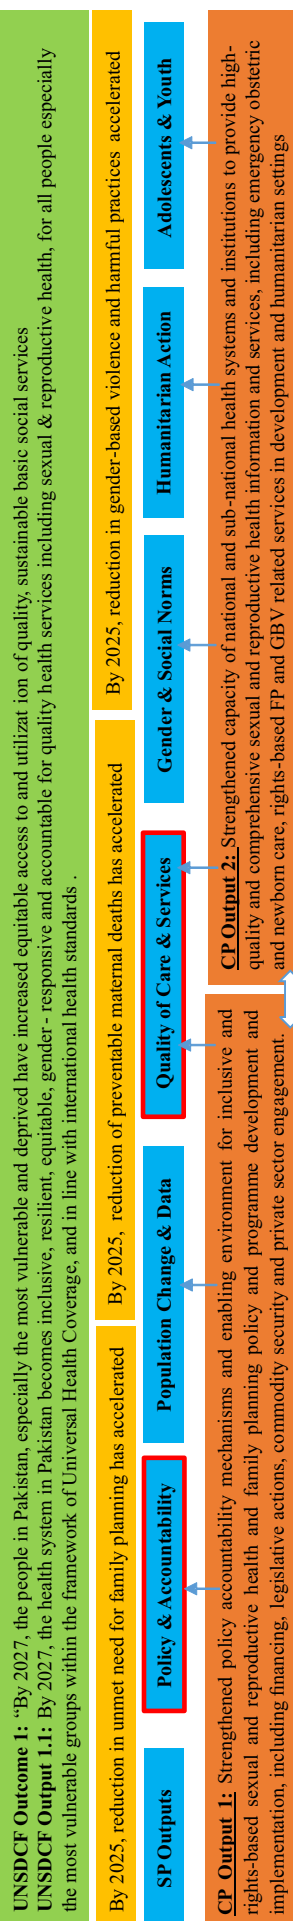 UNSDCF Outcome 1: “By 2027, the people in Pakistan, especially the most vulnerable and deprived have increased equitable access to and utilizat ion of quality, sustainable basic social services
UNSDCF Output 1.1: By 2027, the health system in Pakistan becomes inclusive, resilient, equitable, gender - responsive and accountable for quality health services including sexual & reproductive health, for all people especially
the most vulnerable groups within the framework of Universal Health Coverage, and in line with international health standards .
By 2025, reduction in unmet need for family planning has accelerated
By 2025, reduction of preventable maternal deaths has accelerated
By 2025, reduction in gender-based violence and harmful practices accelerated
SP Outputs
Policy & Accountability
Population Change & Data
Quality of Care & Services
Gender & Social Norms
Humanitarian Action
Adolescents & Youth
CP Output 1: Strengthened policy accountability mechanisms and enabling environment for inclusive and
rights-based sexual and reproductive health and family planning policy and programme development and
implementation, including financing, legislative actions, commodity security and private sector engagement.
CP Output 2: Strengthened capacity of national and sub-national health systems and institutions to provide high-
quality and comprehensive sexual and reproductive health information and services, including emergency obstetric
and newborn care, rights-based FP and GBV related services in development and humanitarian settings